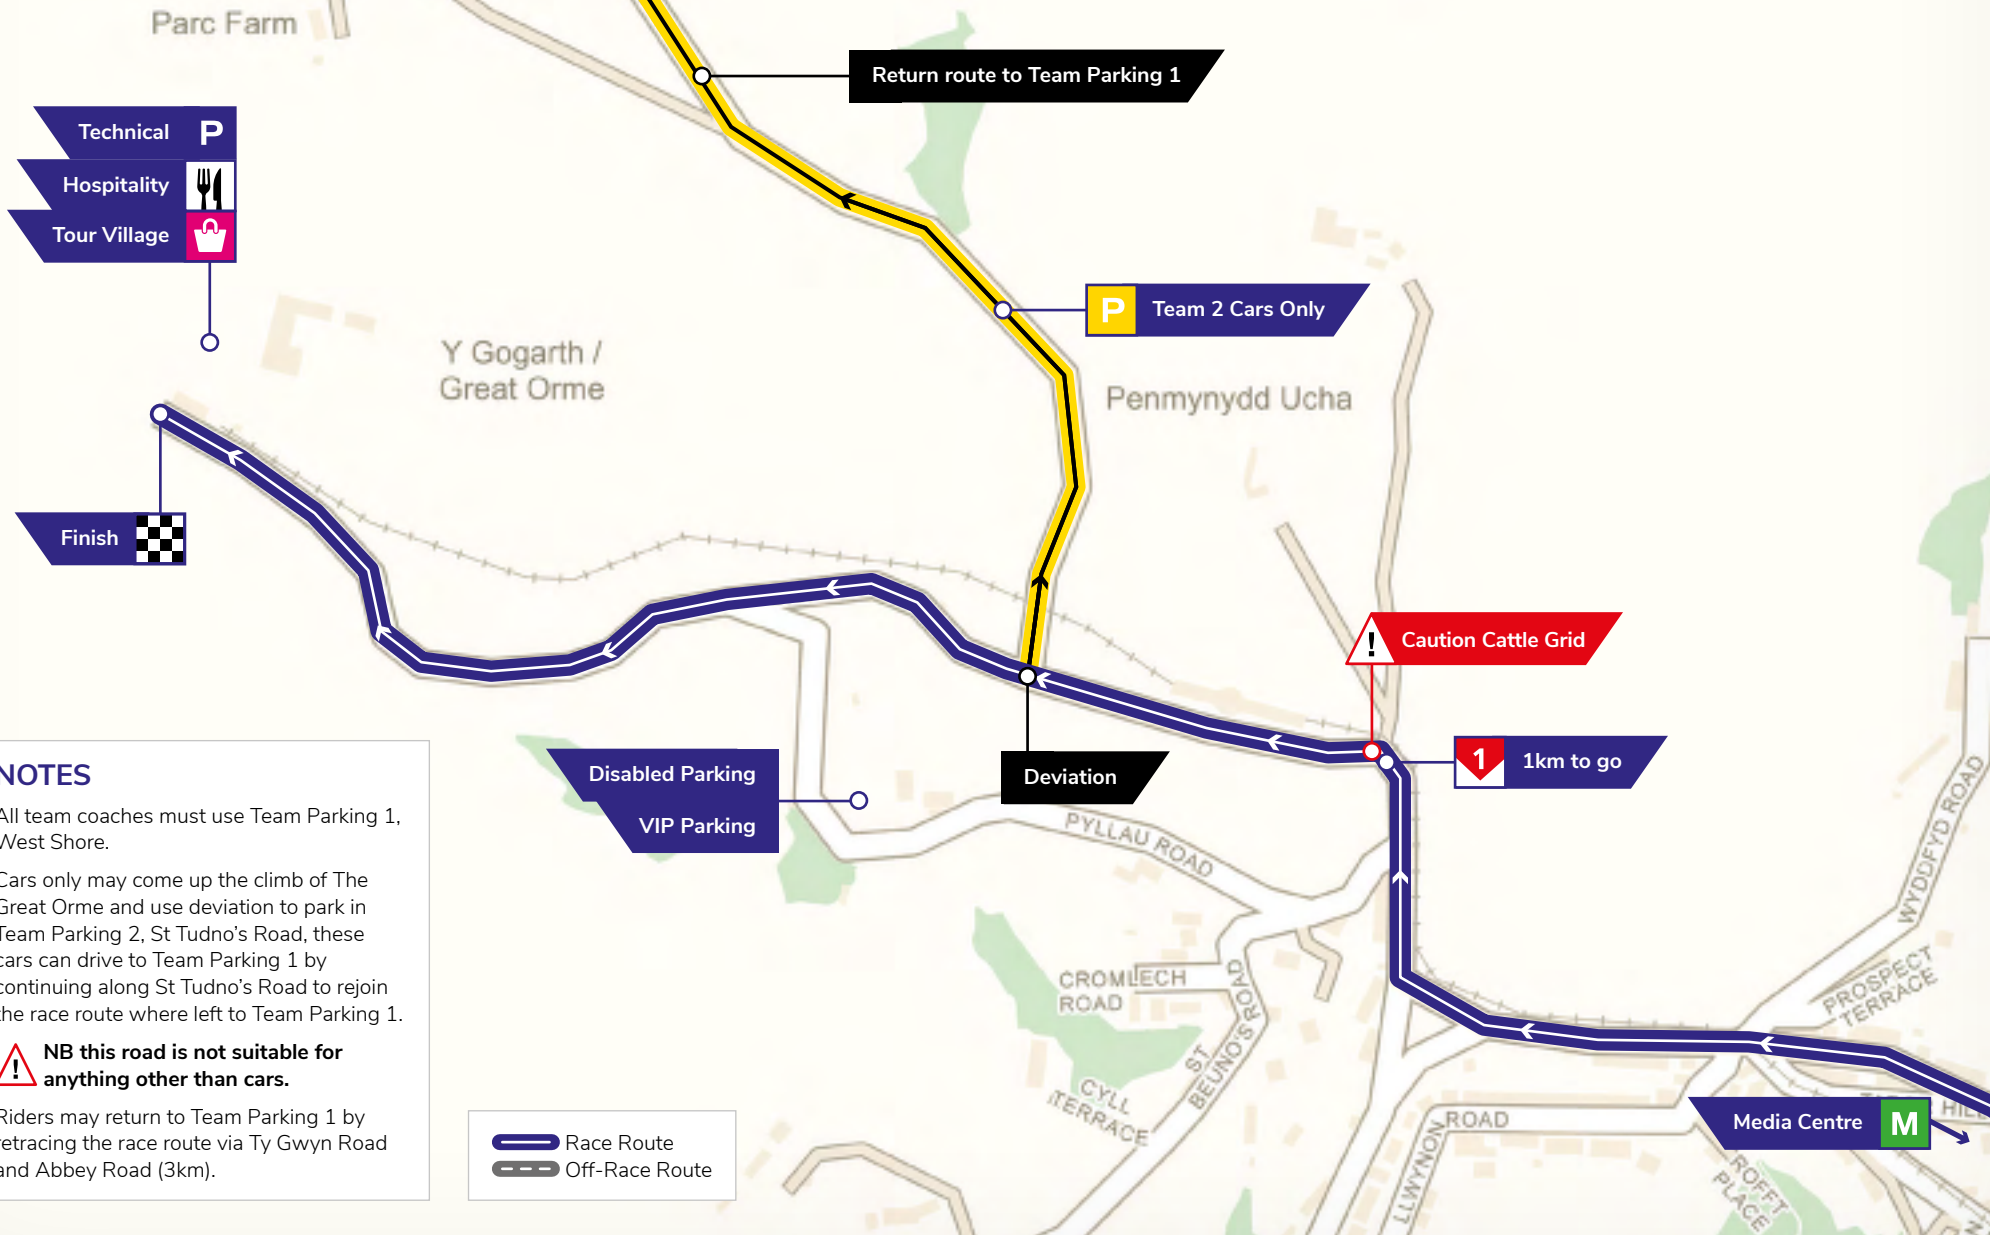 Parc Farm
Return route to Team Parking 1
Technical P
Hospitality
Tour Village
P Team 2 Cars Only
Y Gogarth /
Great Orme
Penmynydd Ucha
Finish
! Caution Cattle Grid
1 1km to go
Deviation
Disabled Parking
VIP Parking
PYLLAU ROAD
WYDDFYD ROAD
PROSPECT
TERRACE
CROMLECH
ROAD
ST
BEUNO'S ROAD
CYLL
TERRACE
ROAD
LLWYNON
ROFFT
PLACE
HILL
Media Centre M
NOTES
All team coaches must use Team Parking 1,
West Shore.
Cars only may come up the climb of The
Great Orme and use deviation to park in
Team Parking 2, St Tudno's Road, these
cars can drive to Team Parking 1 by
continuing along St Tudno's Road to rejoin
the race route where left to Team Parking 1.
! NB this road is not suitable for
anything other than cars.
Riders may return to Team Parking 1 by
retracing the race route via Ty Gwyn Road
and Abbey Road (3km).
Race Route
Off-Race Route